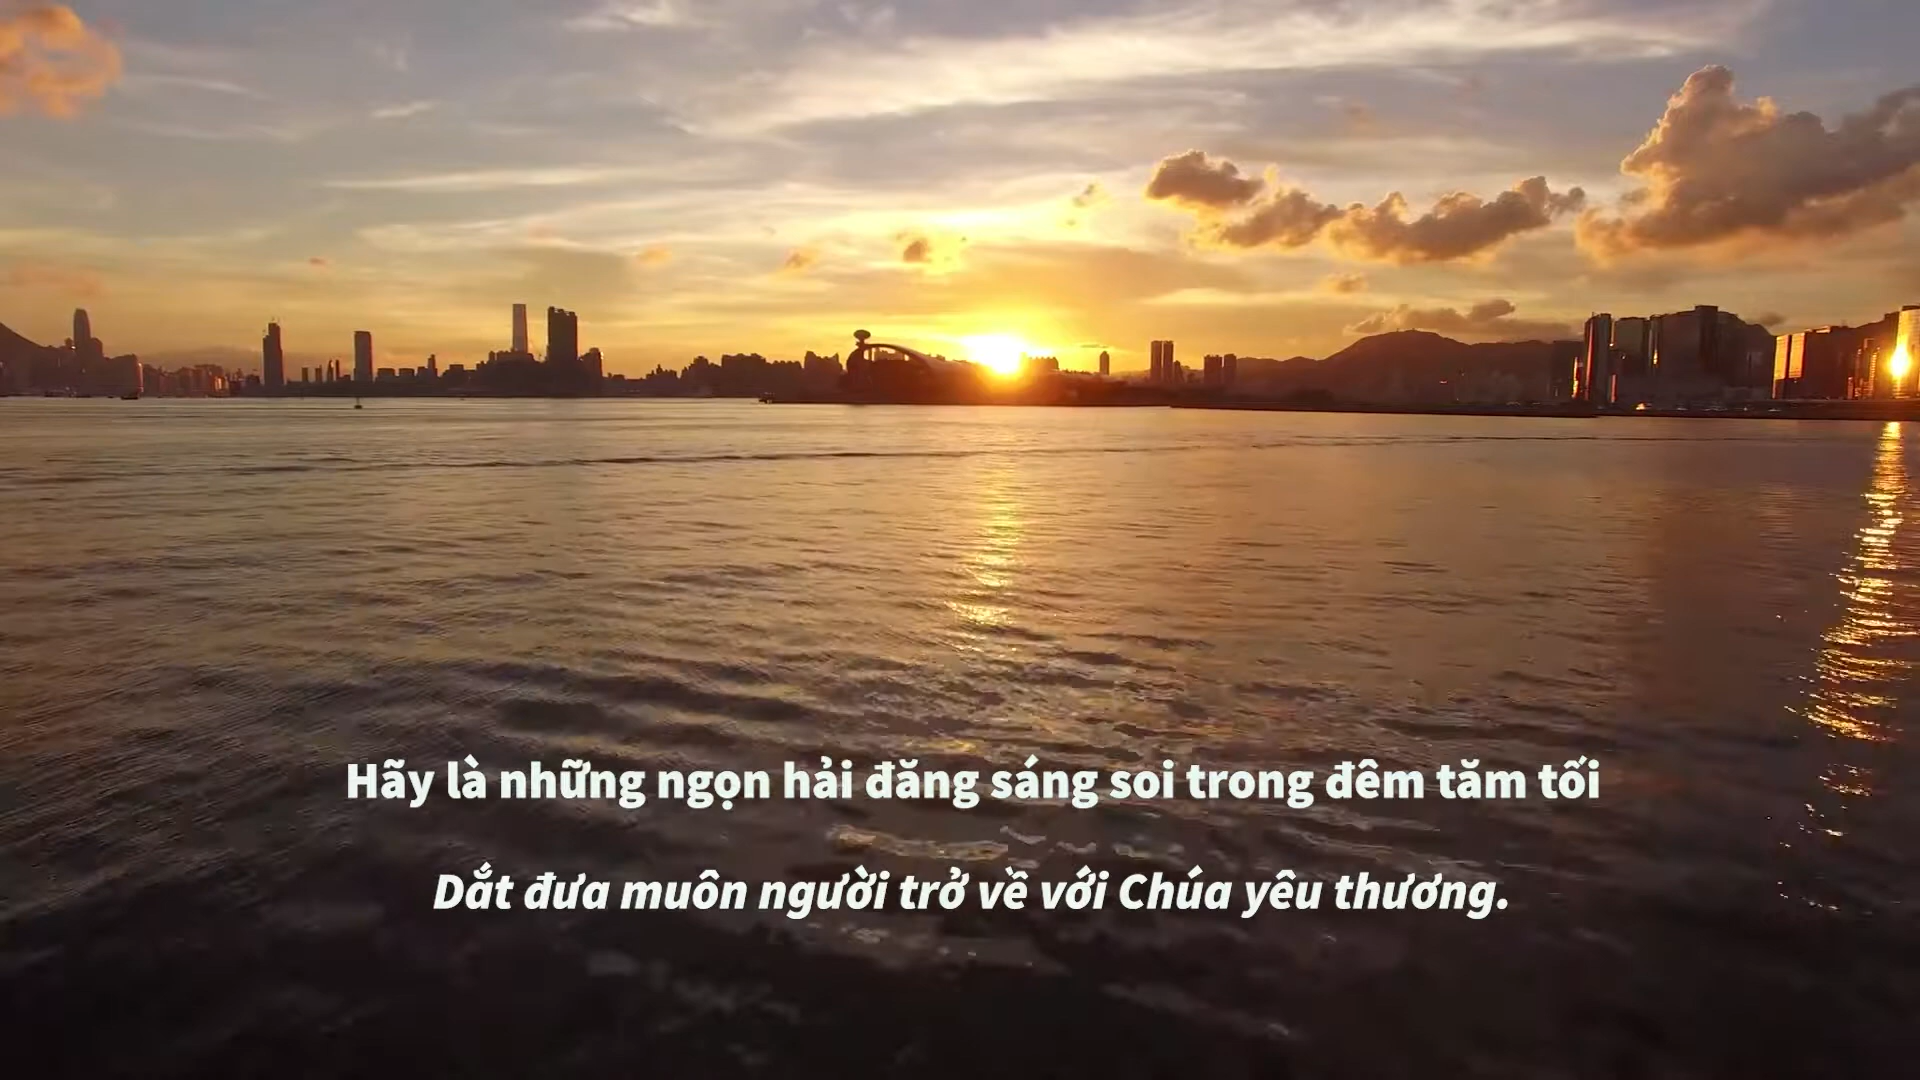 Hãy là những ngọn hải đăng sáng soi trong đêm tăm tối
Dắt đưa muôn người trở về với Chúa yêu thương.